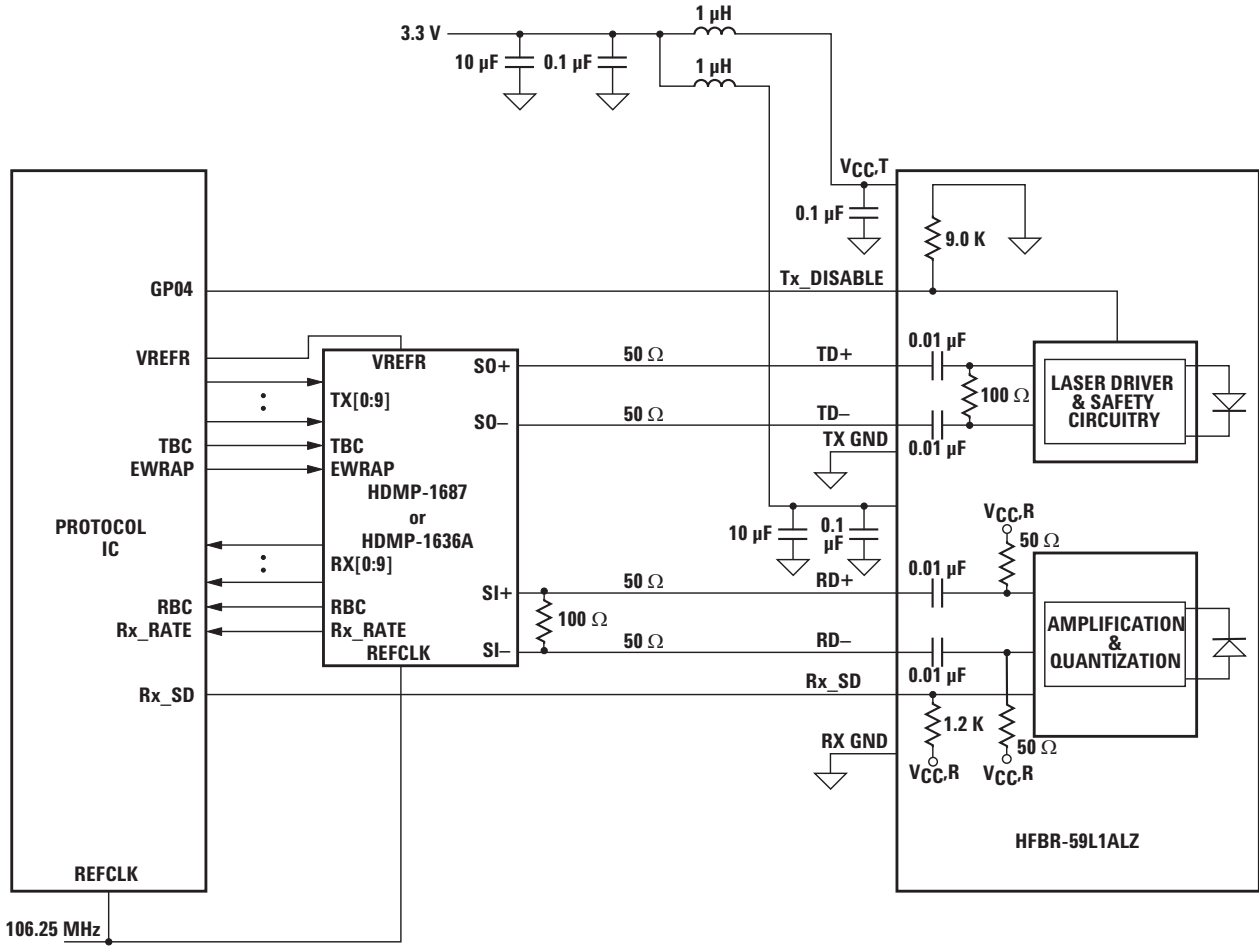 1 µH
3.3 V
10 µF 0.1 µF
1 µH
VCC,T
0.1 µF
9.0 K
GP04
Tx_DISABLE
VREFR
VREFR
SO+
50 Ω
TD+
0.01 µF
TX[0:9]
SO–
50 Ω
TD–
100 Ω
LASER DRIVER
& SAFETY
CIRCUITRY
TBC
TBC
TX GND
0.01 µF
EWRAP
EWRAP
HDMP-1687
or
HDMP-1636A
PROTOCOL
IC
10 µF
0.1
µF
VCC,R
50 Ω
RX[0:9]
SI+
50 Ω
RD+
0.01 µF
RBC
RBC
100 Ω
Rx_RATE
Rx_RATE
REFCLK
SI–
50 Ω
RD–
0.01 µF
AMPLIFICATION
&
QUANTIZATION
Rx_SD
Rx_SD
1.2 K
50 Ω
RX GND
VCC,R
VCC,R
HFBR-59L1ALZ
REFCLK
106.25 MHz